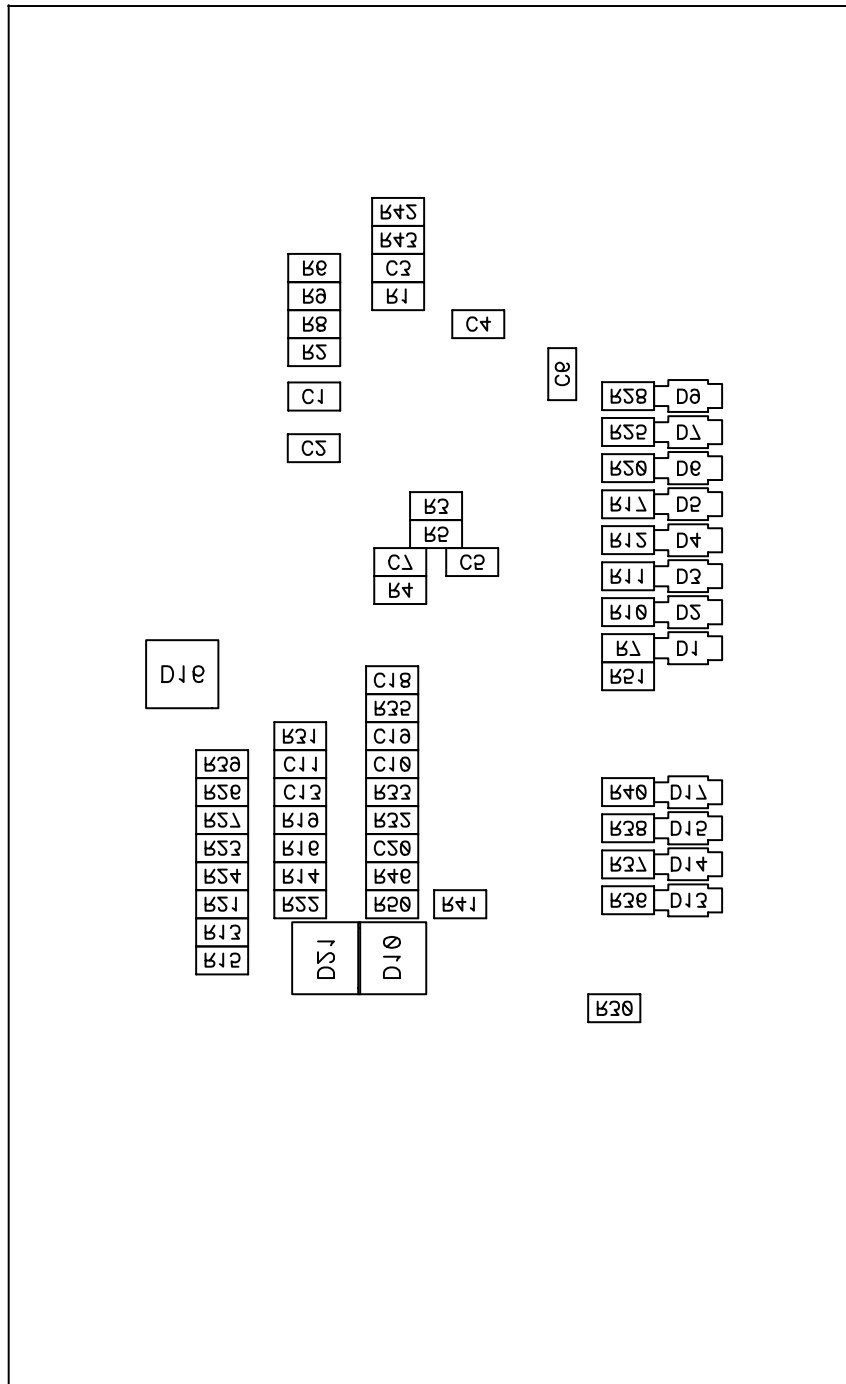 R42
R43
R6 C3
R9 R1
R8 C4
R2
C6
C1 R28 D9
R25 D7
C2
R20 D6
R3 R17 D5
R5 R12 D4
C7 C5
R4 R11 D3
R10 D2
R7 D1
D16 C18 R51
R35
R31 C19
R39 C11 C10
R26 C13 R33 R40 D17
R27 R19 R32 R38 D15
R23 R16 C20 R37 D14
R24 R14 R46
R21 R22 R50 R41 R36 D13
R13
R15 D21 D10
R30